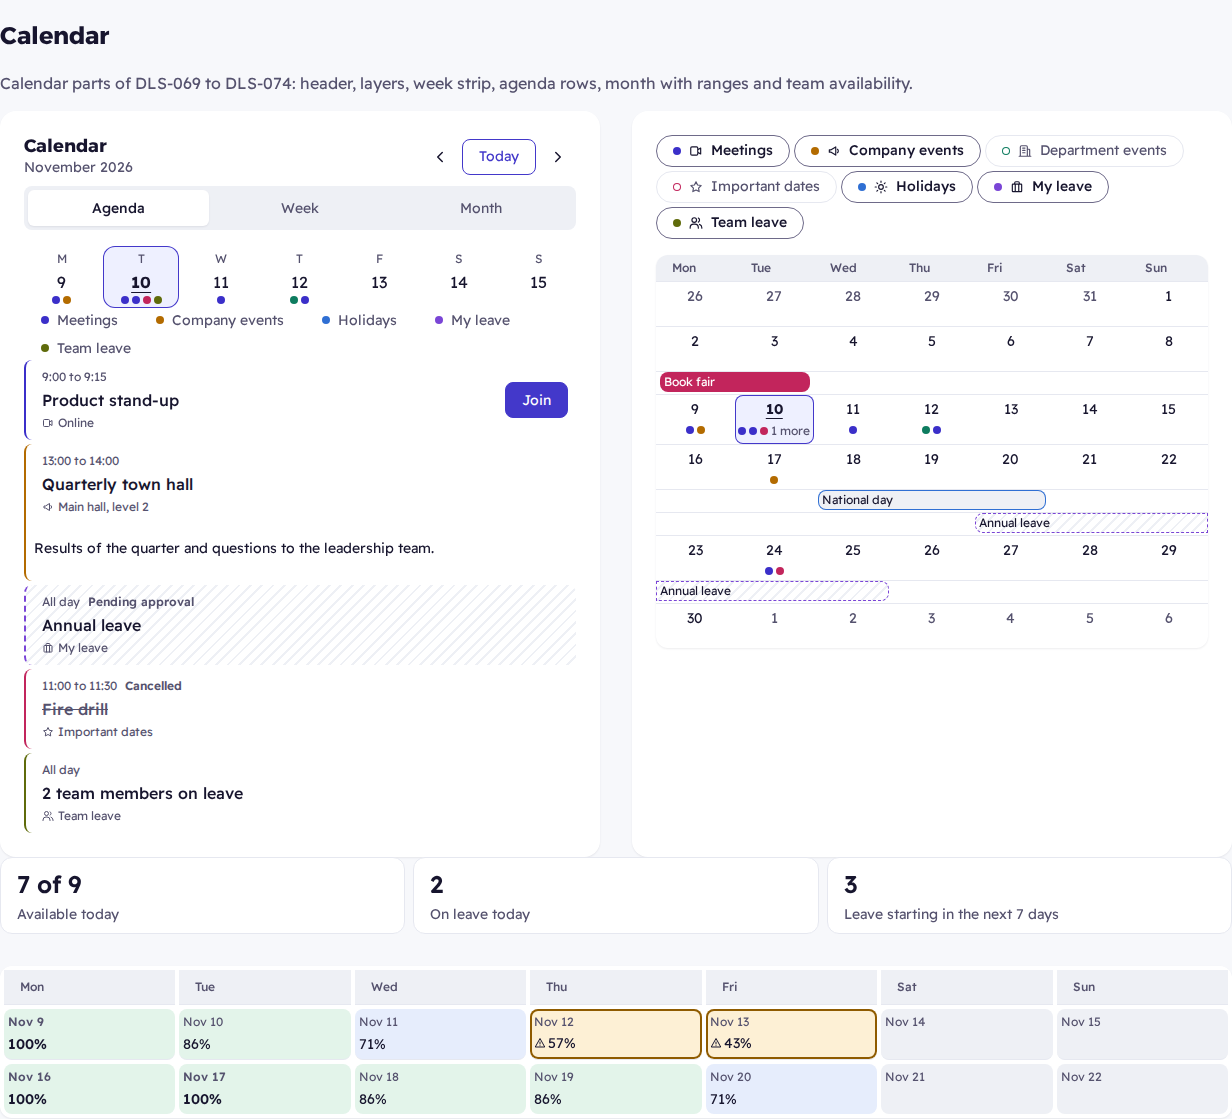 Calendar
Calendar parts of DLS-069 to DLS-074: header, layers, week strip, agenda rows, month with ranges and team availability.
Calendar
November 2026
Today
Agenda Week Month
M T W T F S S
9 10 11 12 13 14 15
Meetings Company events Holidays My leave
Team leave
9:00 to 9:15
Product stand-up
Online
Join
13:00 to 14:00
Quarterly town hall
Main hall, level 2
Results of the quarter and questions to the leadership team.
All day Pending approval
Annual leave
My leave
11:00 to 11:30 Cancelled
Fire drill
Important dates
All day
2 team members on leave
Team leave
Meetings Company events Department events
Important dates Holidays My leave
Team leave
Mon Tue Wed Thu Fri Sat Sun
26 27 28 29 30 31 1
2 3 4 5 6 7 8
Book fair
9 10 11 12 13 14 15
1 more
16 17 18 19 20 21 22
National day
Annual leave
23 24 25 26 27 28 29
Annual leave
30 1 2 3 4 5 6
7 of 9
Available today
2
On leave today
3
Leave starting in the next 7 days
Mon Tue Wed Thu Fri Sat Sun
Nov 9 Nov 10 Nov 11 Nov 12 Nov 13 Nov 14 Nov 15
100% 86% 71% 57% 43%
Nov 16 Nov 17 Nov 18 Nov 19 Nov 20 Nov 21 Nov 22
100% 100% 86% 86% 71%